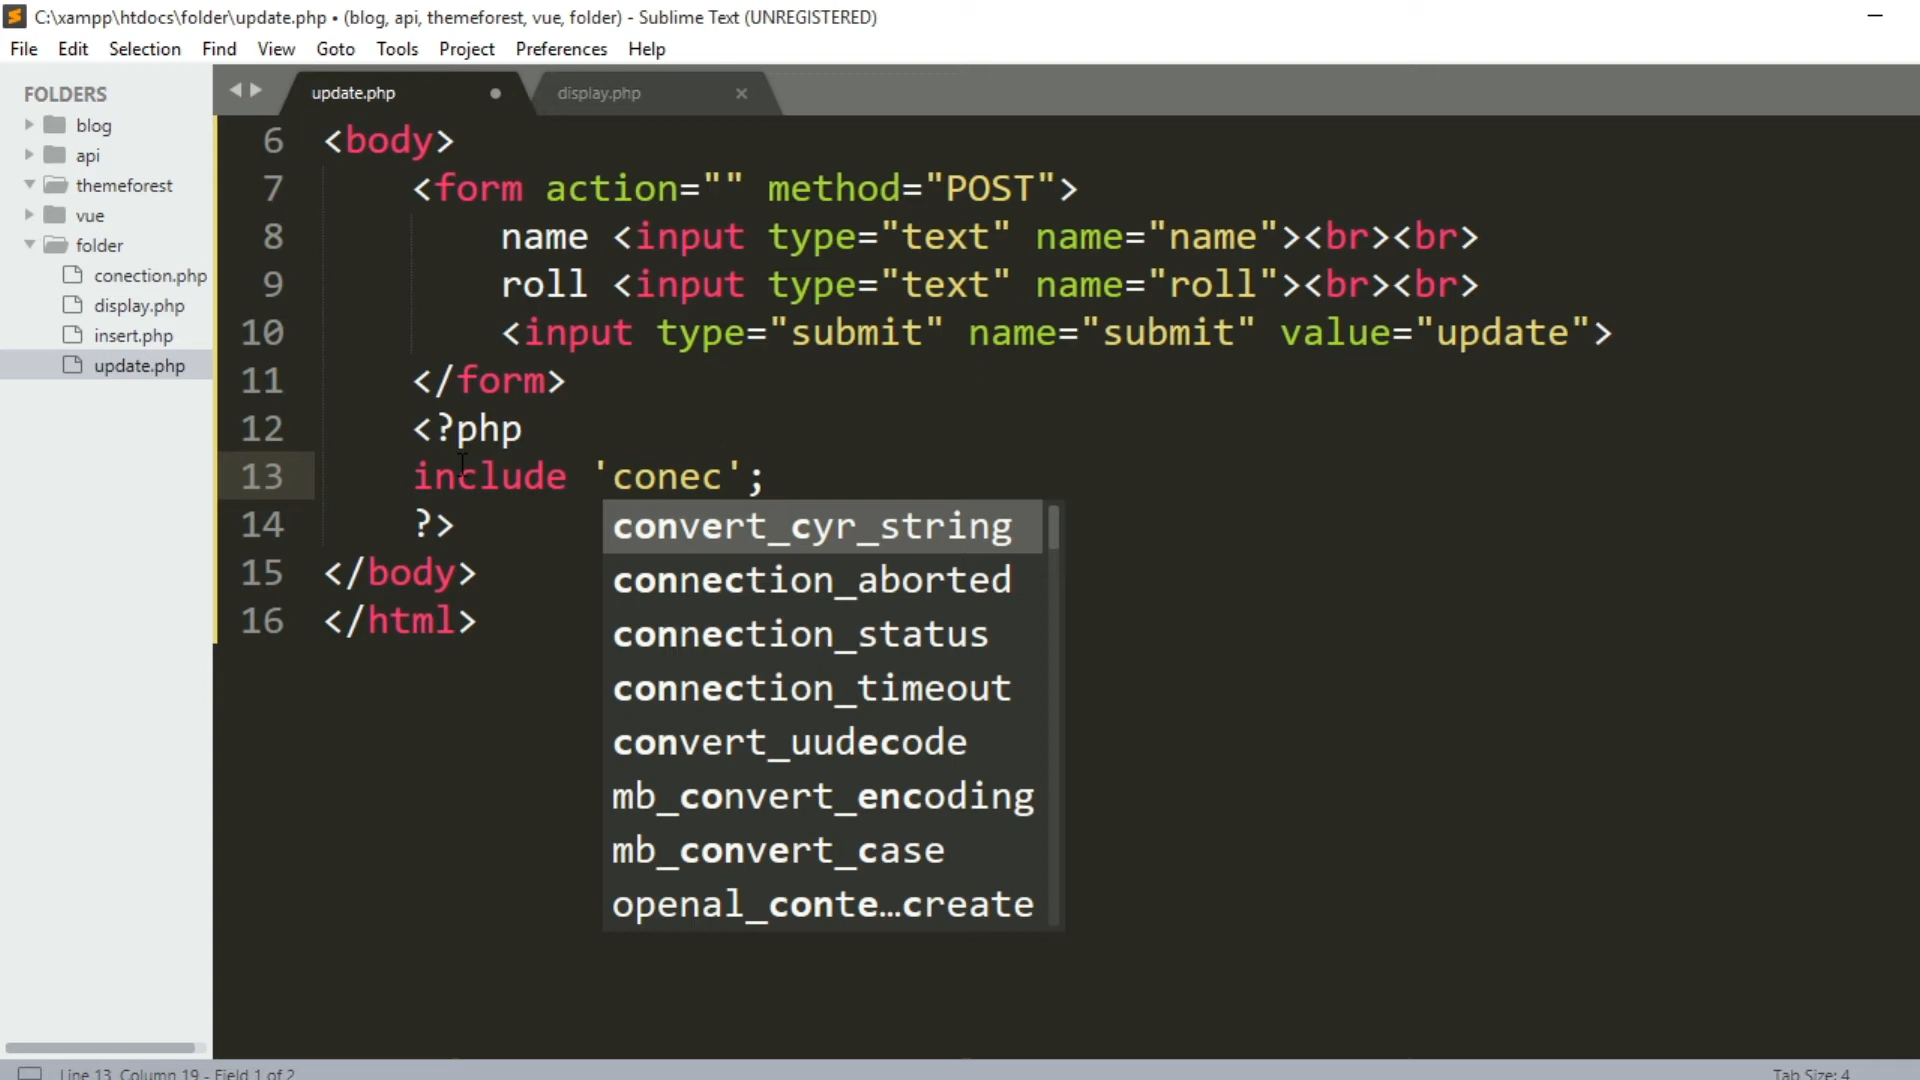 C:\xampp\htdocs\folder\update.php • (blog, api, themeforest, vue, folder) - Sublime Text (UNREGISTERED)
File Edit Selection Find View Goto Tools Project Preferences Help
FOLDERS
blog
api
themeforest
vue
folder
conection.php
display.php
insert.php
update.php
update.php display.php
6 <body>
7 <form action="" method="POST">
8 name <input type="text" name="name"><br><br>
9 roll <input type="text" name="roll"><br><br>
10 <input type="submit" name="submit" value="update">
11 </form>
12 <?php
13 include 'conec';
14 ?>
15 </body>
16 </html>
convert_cyr_string
connection_aborted
connection_status
connection_timeout
convert_uudecode
mb_convert_encoding
mb_convert_case
openal_conte…create
Line 13, Column 19 - Field 1 of 2 Tab Size: 4